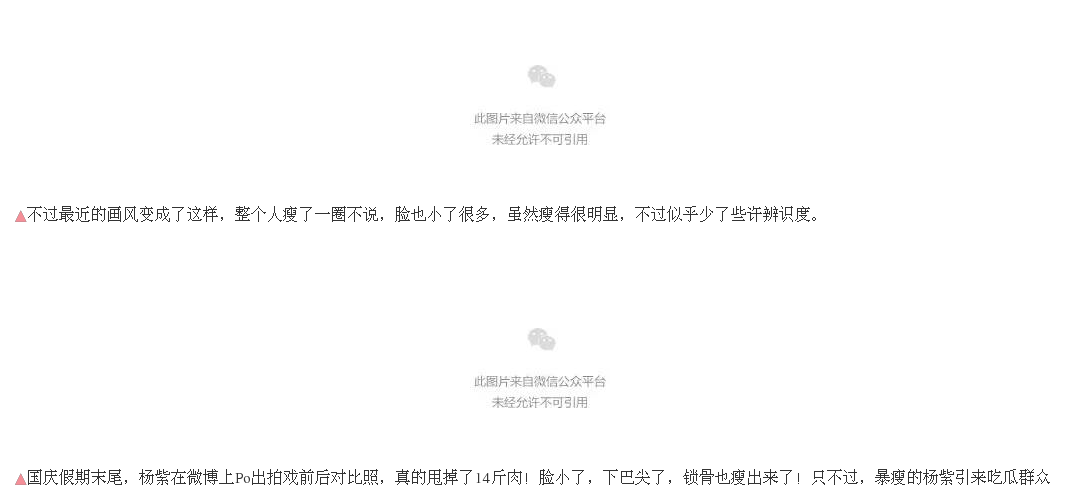 此图片来自微信公众平台
未经允许不可引用
▲不过最近的画风变成了这样，整个人瘦了一圈不说，脸也小了很多，虽然瘦得很明显，不过似乎少了些许辨识度。
此图片来自微信公众平台
未经允许不可引用
▲国庆假期末尾，杨紫在微博上Po出拍戏前后对比照，真的甩掉了14斤肉！脸小了，下巴尖了，锁骨也瘦出来了！只不过，暴瘦的杨紫引来吃瓜群众